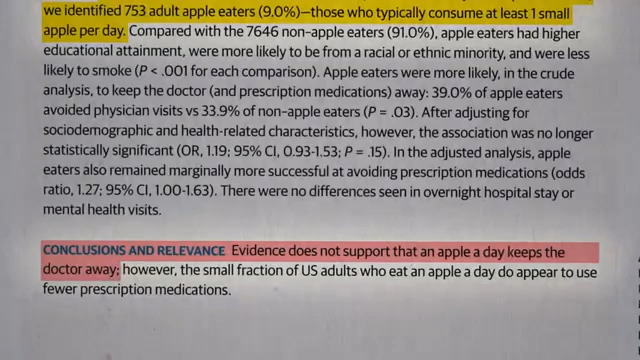 we identified 753 adult apple eaters (9.0%)—those who typically consume at least 1 small
apple per day. Compared with the 7646 non–apple eaters (91.0%), apple eaters had higher
educational attainment, were more likely to be from a racial or ethnic minority, and were less
likely to smoke (P < .001 for each comparison). Apple eaters were more likely, in the crude
analysis, to keep the doctor (and prescription medications) away: 39.0% of apple eaters
avoided physician visits vs 33.9% of non–apple eaters (P = .03). After adjusting for
sociodemographic and health-related characteristics, however, the association was no longer
statistically significant (OR, 1.19; 95% CI, 0.93-1.53; P = .15). In the adjusted analysis, apple
eaters also remained marginally more successful at avoiding prescription medications (odds
ratio, 1.27; 95% CI, 1.00-1.63). There were no differences seen in overnight hospital stay or
mental health visits.
CONCLUSIONS AND RELEVANCE Evidence does not support that an apple a day keeps the
doctor away; however, the small fraction of US adults who eat an apple a day do appear to use
fewer prescription medications.